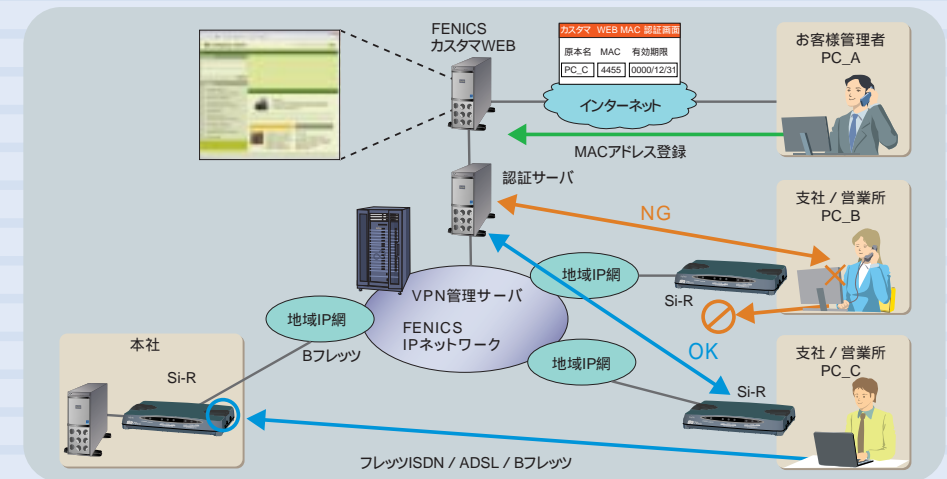 FENICS
カスタマWEB
カスタマ WEB MAC 認証画面
原本名 MAC 有効期限
PC_C 4455 0000/12/31
お客様管理者
PC_A
インターネット
MACアドレス登録
認証サーバ
NG
支社 / 営業所
PC_B
地域IP網
Si-R
VPN管理サーバ
地域IP網
FENICS
IPネットワーク
Bフレッツ
OK
本社
Si-R
地域IP網
支社 / 営業所
PC_C
Si-R
フレッツISDN / ADSL / Bフレッツ